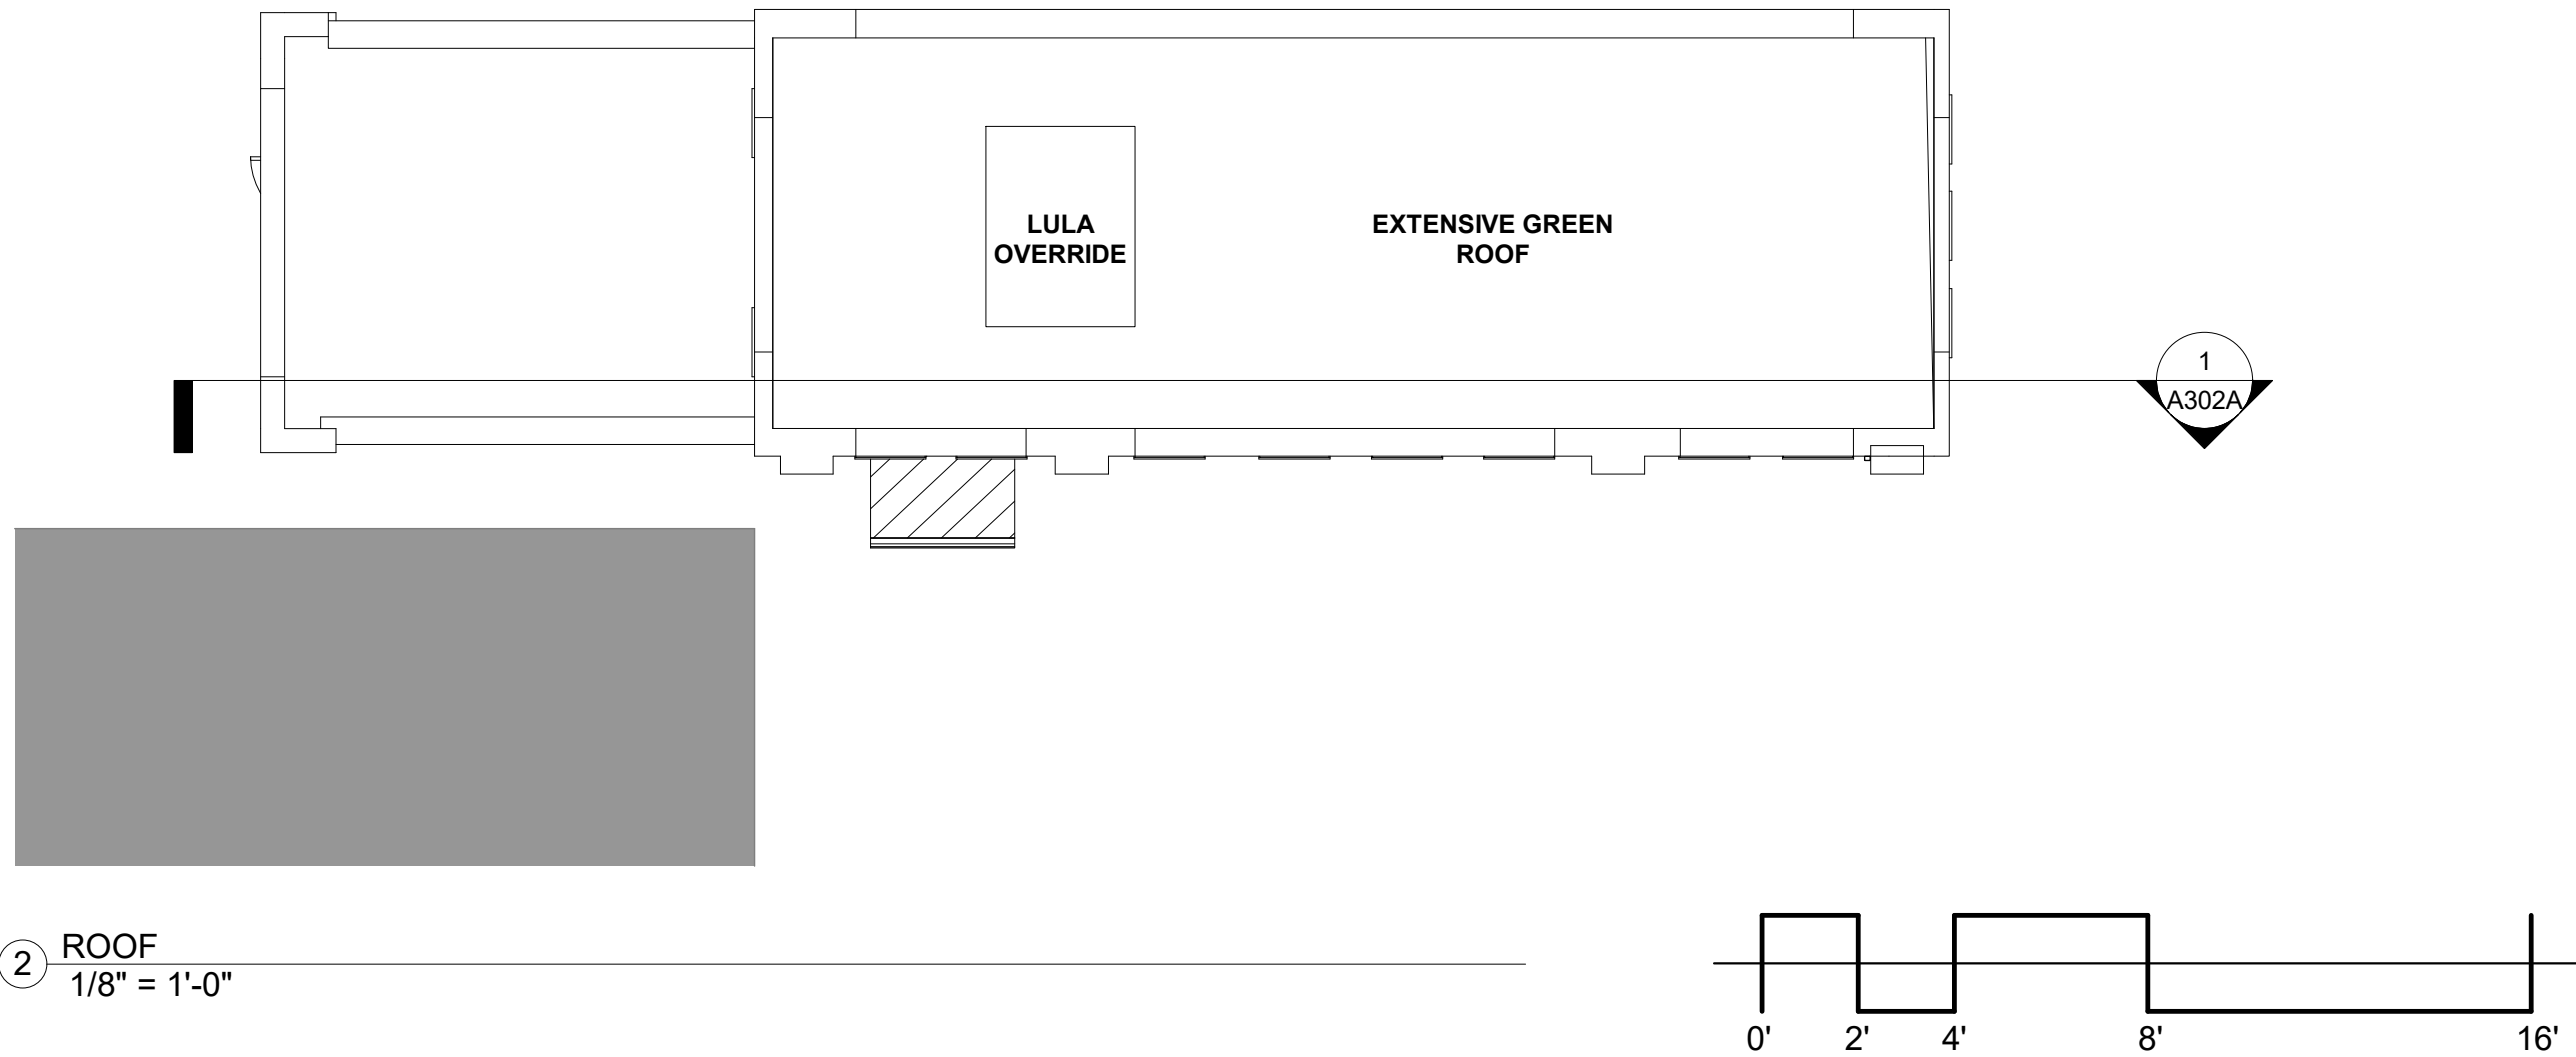 LULA
OVERRIDE
EXTENSIVE GREEN
ROOF
1
A302A
2
ROOF
1/8" = 1'-0"
0' 2' 4' 8' 16'